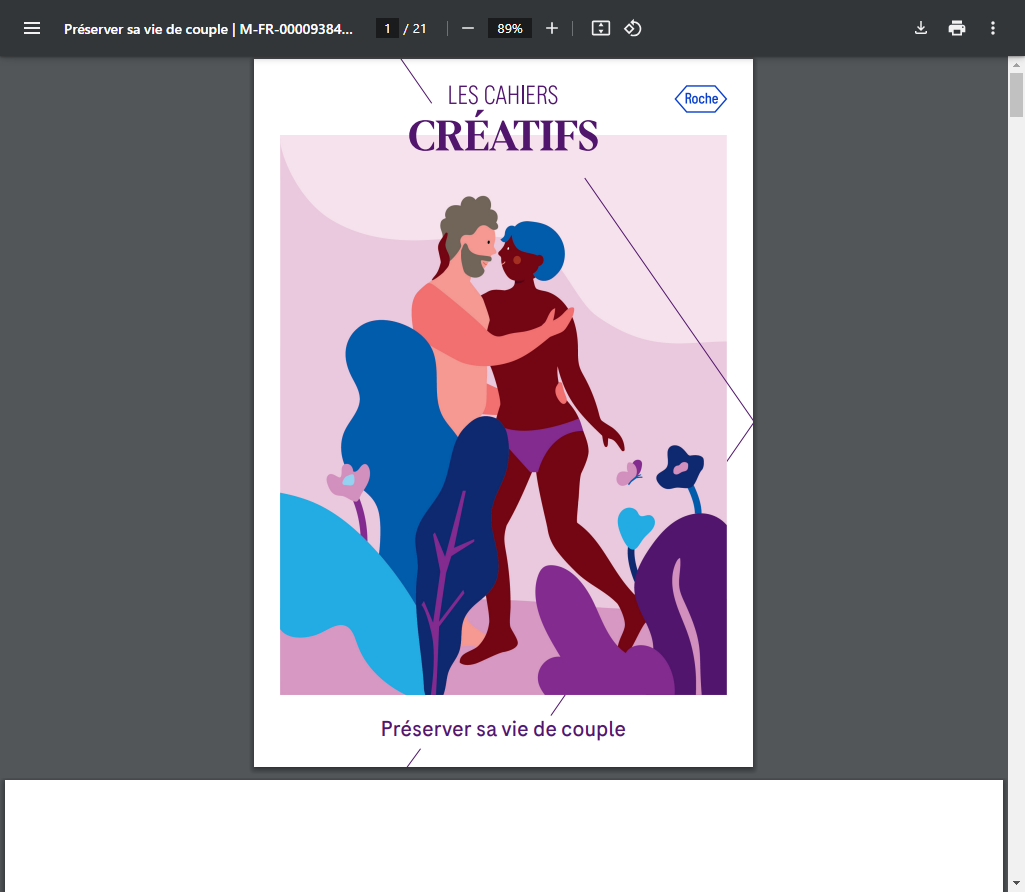 Préserver sa vie de couple | M-FR-00009384...
1 / 21
89%
LES CAHIERS
CRÉATIFS
Roche
Préserver sa vie de couple